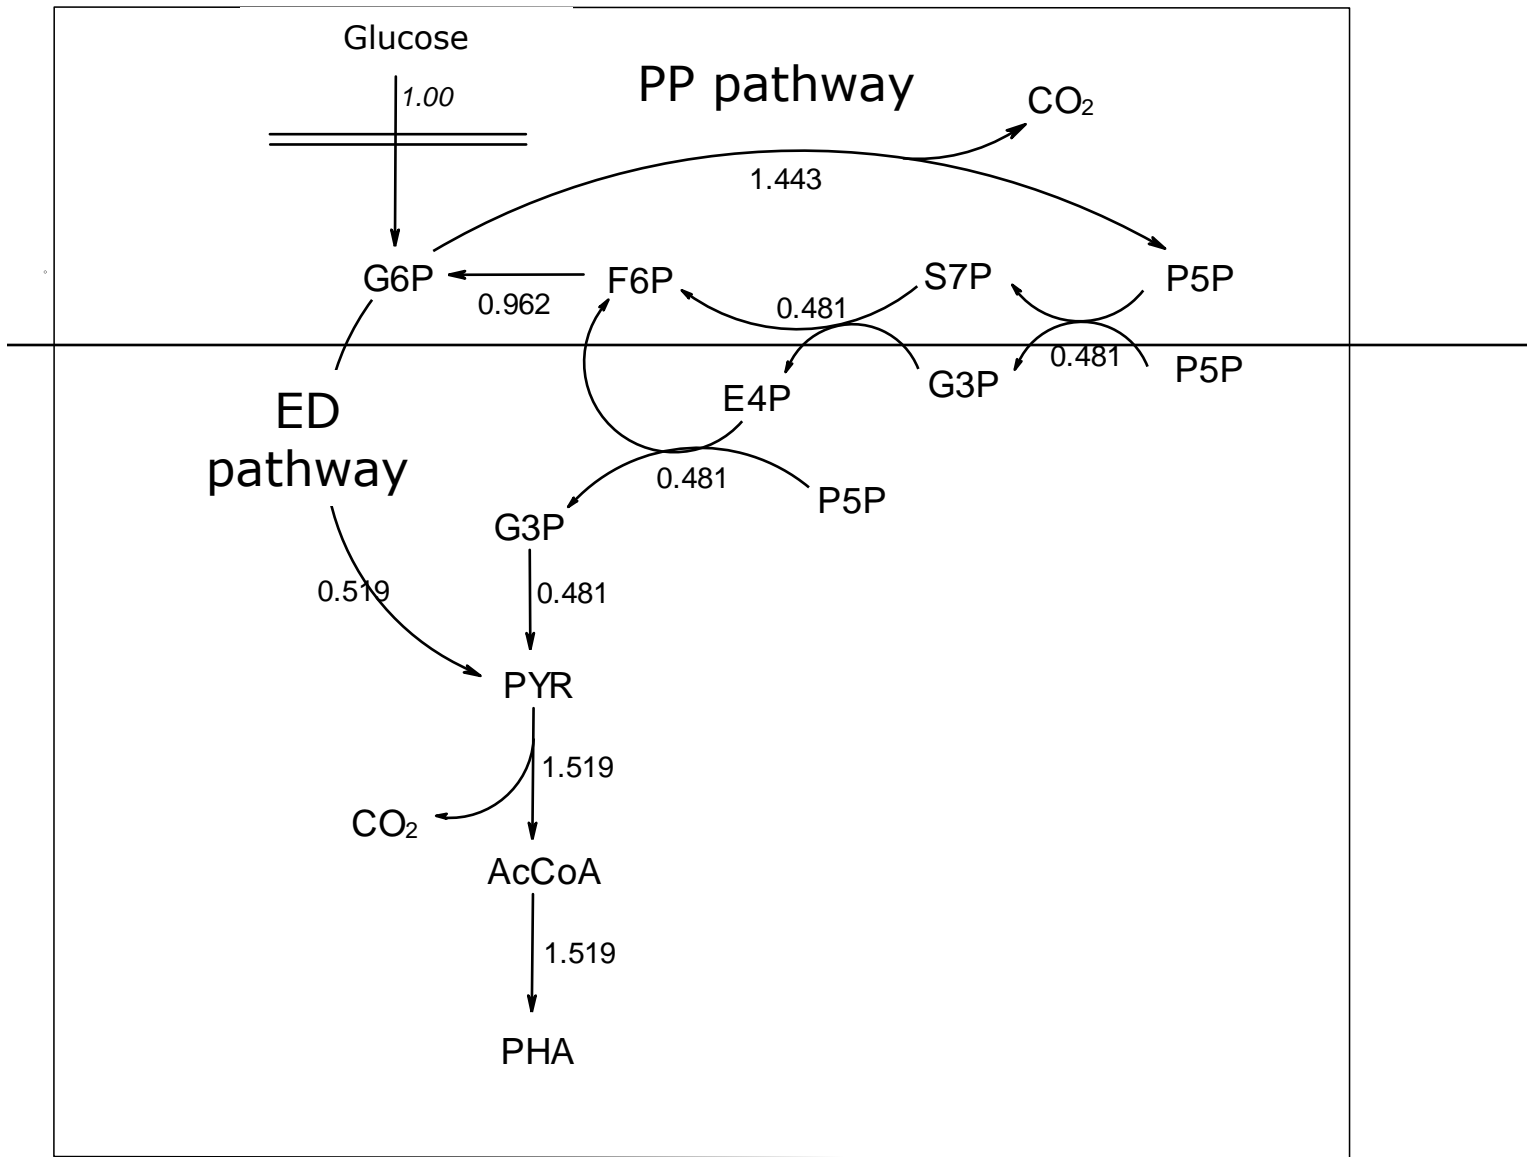 Glucose
1.00
PP pathway
CO₂
1.443
G6P
0.962
F6P
0.481
S7P
P5P
0.481
P5P
G3P
E4P
ED
pathway
0.481
P5P
G3P
0.519
0.481
PYR
1.519
CO₂
AcCoA
1.519
PHA